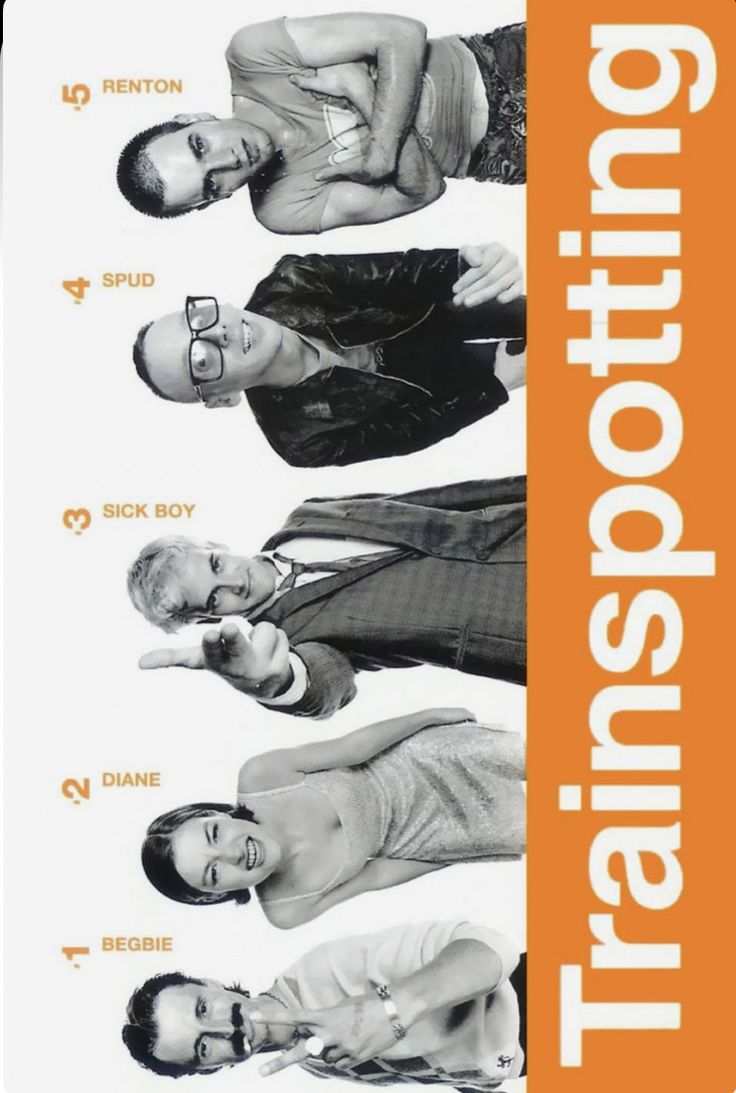 #1 BEGBIE
#2 DIANE
#3 SICK BOY
#4 SPUD
#5 RENTON
Trainspotting